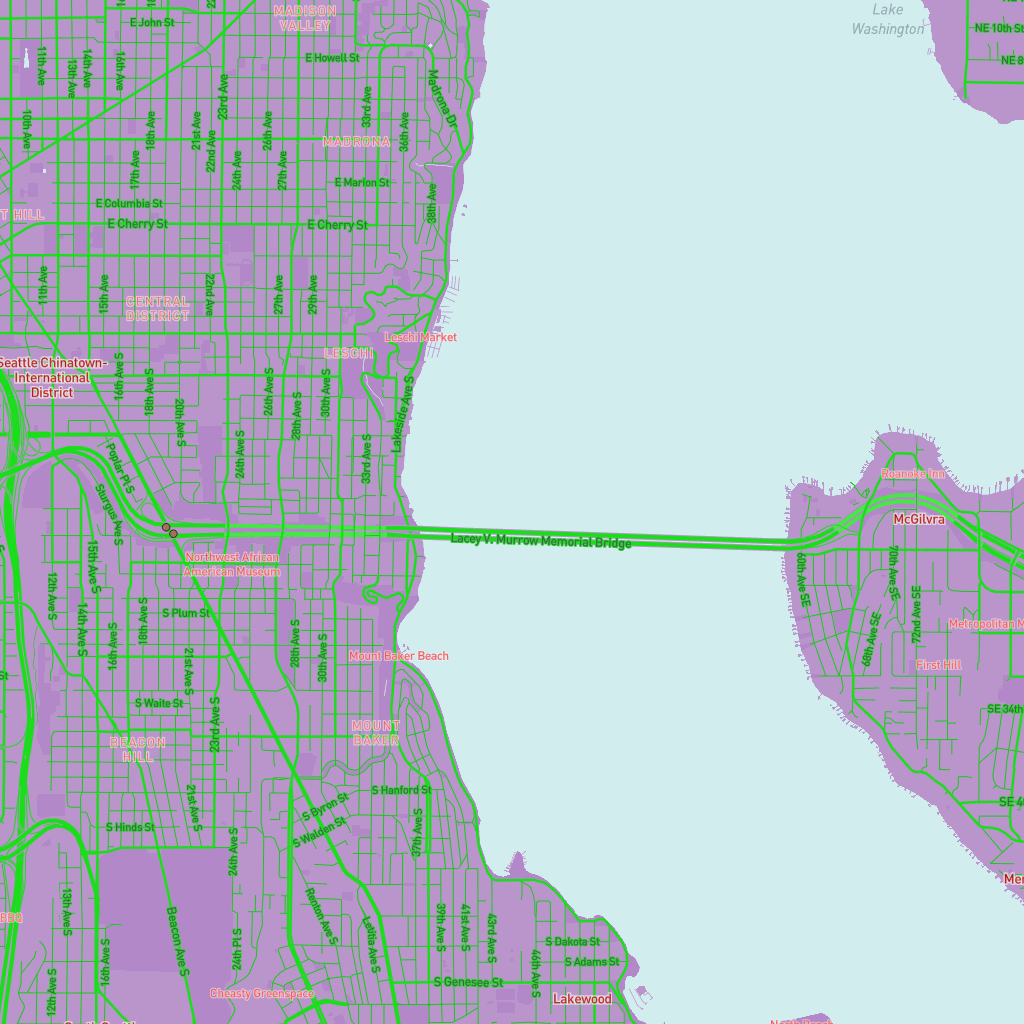 Lake
Washington
MADISON
VALLEY
E John St
NE 10th St
NE 8
E Howell St
11th Ave
13th Ave
14th Ave
16th Ave
23rd Ave
33rd Ave
Madrona Dr
10th Ave
18th Ave
21st Ave
22nd Ave
26th Ave
36th Ave
MADRONA
17th Ave
24th Ave
27th Ave
E Marion St
38th Ave
E Columbia St
T HILL
E Cherry St
E Cherry St
11th Ave
15th Ave
22nd Ave
27th Ave
29th Ave
CENTRAL
DISTRICT
Leschi Market
LESCHI
Seattle Chinatown-
International
District
16th Ave S
18th Ave S
20th Ave S
26th Ave S
28th Ave S
30th Ave S
Lakeside Ave S
24th Ave S
33rd Ave S
Poplar Pl S
Sturgus Ave S
Roanoke Inn
McGilvra
Lacey V. Murrow Memorial Bridge
Northwest African
American Museum
15th Ave S
12th Ave S
14th Ave S
16th Ave S
18th Ave S
S Plum St
60th Ave SE
70th Ave SE
72nd Ave SE
68th Ave SE
Metropolitan M
First Hill
28th Ave S
30th Ave S
21st Ave S
Mount Baker Beach
S Waite St
23rd Ave S
SE 34th
MOUNT
BAKER
BEACON
HILL
S Hanford St
21st Ave S
S Byron St
S Walden St
37th Ave S
SE 4
S Hinds St
24th Ave S
Mer
13th Ave S
BBQ
16th Ave S
12th Ave S
Beacon Ave S
24th Pl S
Renton Ave S
Letitia Ave S
39th Ave S
41st Ave S
43rd Ave S
46th Ave S
S Dakota St
S Adams St
S Genesee St
Cheasty Greenspace
Lakewood